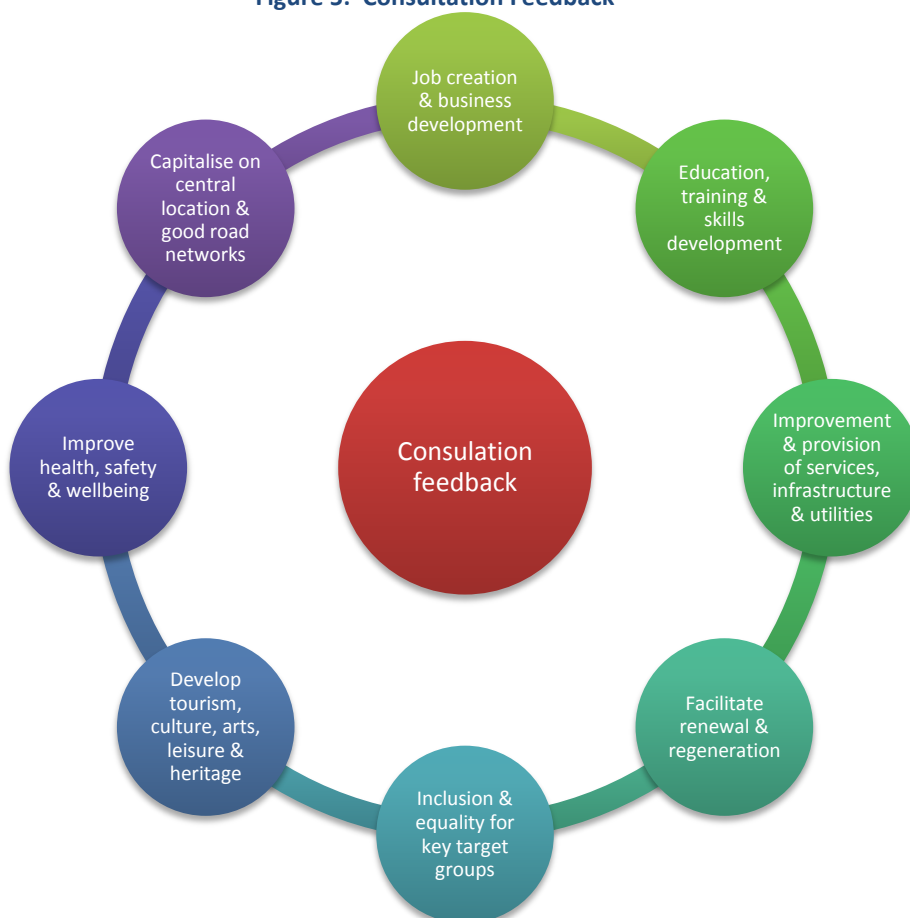 Figure 3: Consultation Feedback
Job creation
& business
development
Education,
training &
skills
development
Improvement
& provision
of services,
infrastructure
& utilities
Facilitate
renewal &
regeneration
Inclusion &
equality for
key target
groups
Develop
tourism,
culture, arts,
leisure &
heritage
Improve
health, safety
& wellbeing
Capitalise on
central
location &
good road
networks
Consulation
feedback